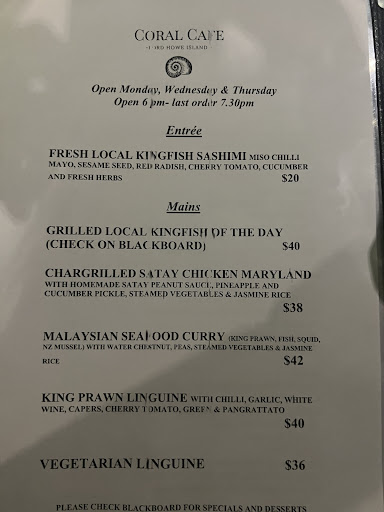 CORAL CAFE
LORD HOWE ISLAND
Open Monday, Wednesday & Thursday
Open 6 pm- last order 7.30pm
Entrée
FRESH LOCAL KINGFISH SASHIMI MISO CHILLI
MAYO, SESAME SEED, RED RADISH, CHERRY TOMATO, CUCUMBER
AND FRESH HERBS $20
Mains
GRILLED LOCAL KINGFISH OF THE DAY
(CHECK ON BLACKBOARD) $40
CHARGRILLED SATAY CHICKEN MARYLAND
WITH HOMEMADE SATAY PEANUT SAUCE, PINEAPPLE AND
CUCUMBER PICKLE, STEAMED VEGETABLES & JASMINE RICE
$38
MALAYSIAN SEAFOOD CURRY (KING PRAWN, FISH, SQUID,
NZ MUSSEL) WITH WATER CHESTNUT, PEAS, STEAMED VEGETABLES & JASMINE
RICE $42
KING PRAWN LINGUINE WITH CHILLI, GARLIC, WHITE
WINE, CAPERS, CHERRY TOMATO, GREEN & PANGRATTATO
$40
VEGETARIAN LINGUINE $36
PLEASE CHECK BLACKBOARD FOR SPECIALS AND DESSERTS